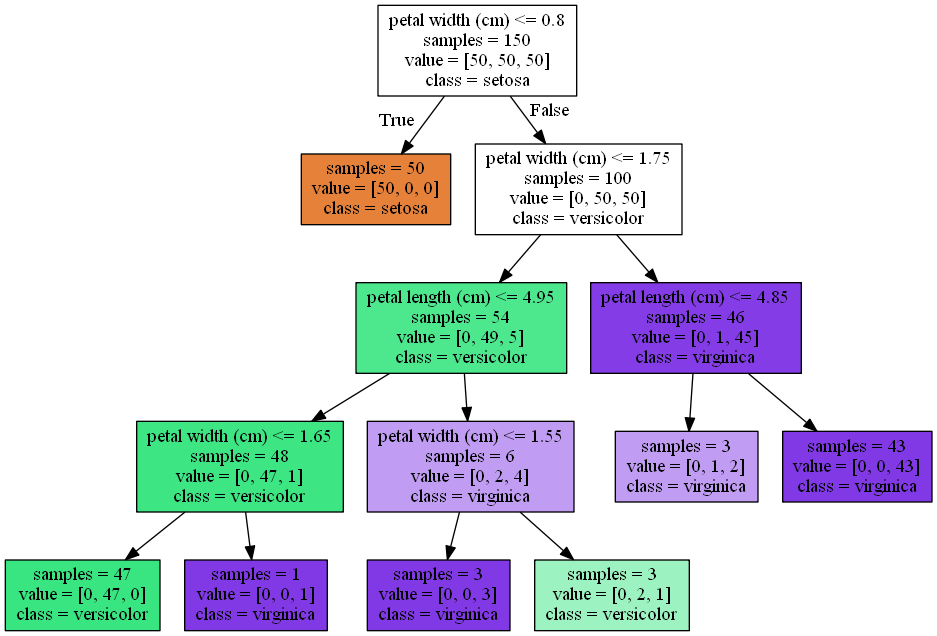 petal width (cm) <= 0.8
samples = 150
value = [50, 50, 50]
class = setosa
True
False
samples = 50
value = [50, 0, 0]
class = setosa
petal width (cm) <= 1.75
samples = 100
value = [0, 50, 50]
class = versicolor
petal length (cm) <= 4.95
samples = 54
value = [0, 49, 5]
class = versicolor
petal length (cm) <= 4.85
samples = 46
value = [0, 1, 45]
class = virginica
petal width (cm) <= 1.65
samples = 48
value = [0, 47, 1]
class = versicolor
petal width (cm) <= 1.55
samples = 6
value = [0, 2, 4]
class = virginica
samples = 3
value = [0, 1, 2]
class = virginica
samples = 43
value = [0, 0, 43]
class = virginica
samples = 47
value = [0, 47, 0]
class = versicolor
samples = 1
value = [0, 0, 1]
class = virginica
samples = 3
value = [0, 0, 3]
class = virginica
samples = 3
value = [0, 2, 1]
class = versicolor